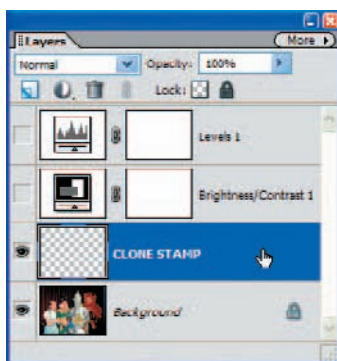 Layers More
Normal Opacity: 100%
Lock:
Levels 1
Brightness/Contrast 1
CLONE STAMP
Background